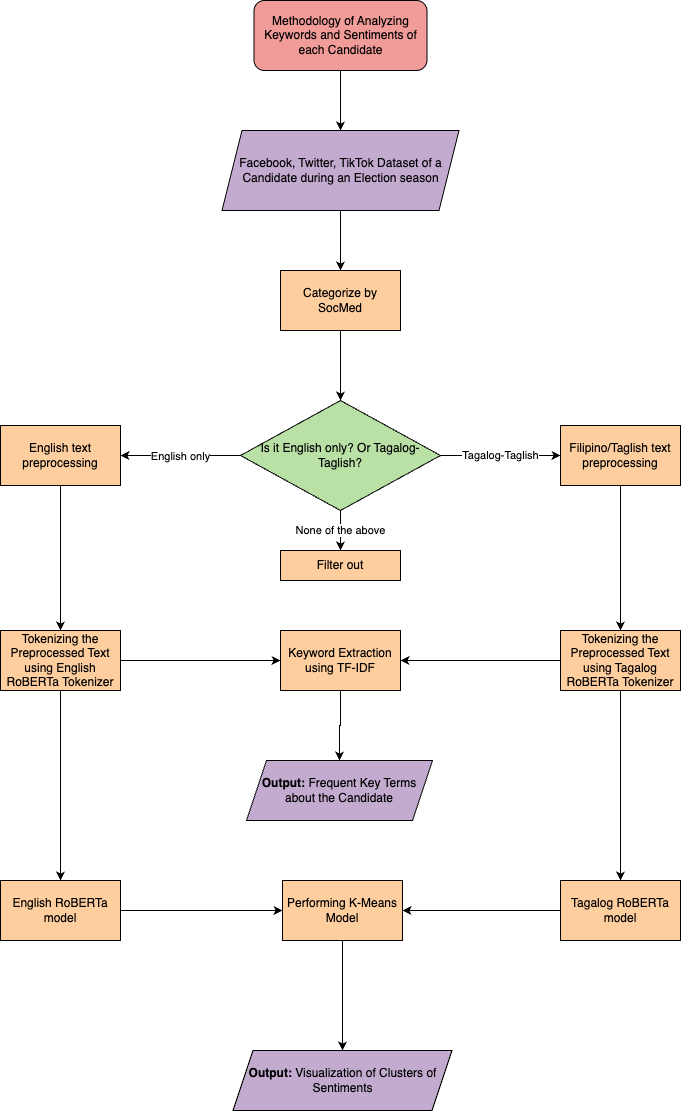 Methodology of Analyzing
Keywords and Sentiments of
each Candidate
Facebook, Twitter, TikTok Dataset of a
Candidate during an Election season
Categorize by
SocMed
Is it English only? Or Tagalog-
Taglish?
English only
Tagalog-Taglish
English text
preprocessing
Filipino/Taglish text
preprocessing
None of the above
Filter out
Tokenizing the
Preprocessed Text
using English
RoBERTa Tokenizer
Keyword Extraction
using TF-IDF
Tokenizing the
Preprocessed Text
using Tagalog
RoBERTa Tokenizer
Output: Frequent Key Terms
about the Candidate
English RoBERTa
model
Performing K-Means
Model
Tagalog RoBERTa
model
Output: Visualization of Clusters of
Sentiments